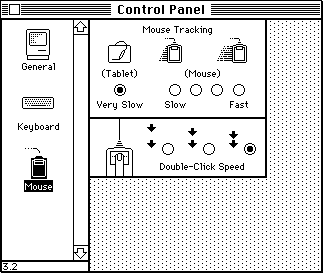 Control Panel
General
Keyboard
Mouse
3.2
Mouse Tracking
(Tablet) (Mouse)
Very Slow Slow Fast
Double-Click Speed